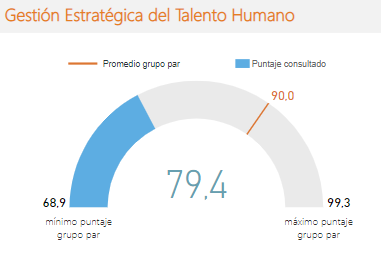 Gestión Estratégica del Talento Humano
Promedio grupo par
Puntaje consultado
90,0
79,4
68,9
99,3
mínimo puntaje
grupo par
máximo puntaje
grupo par